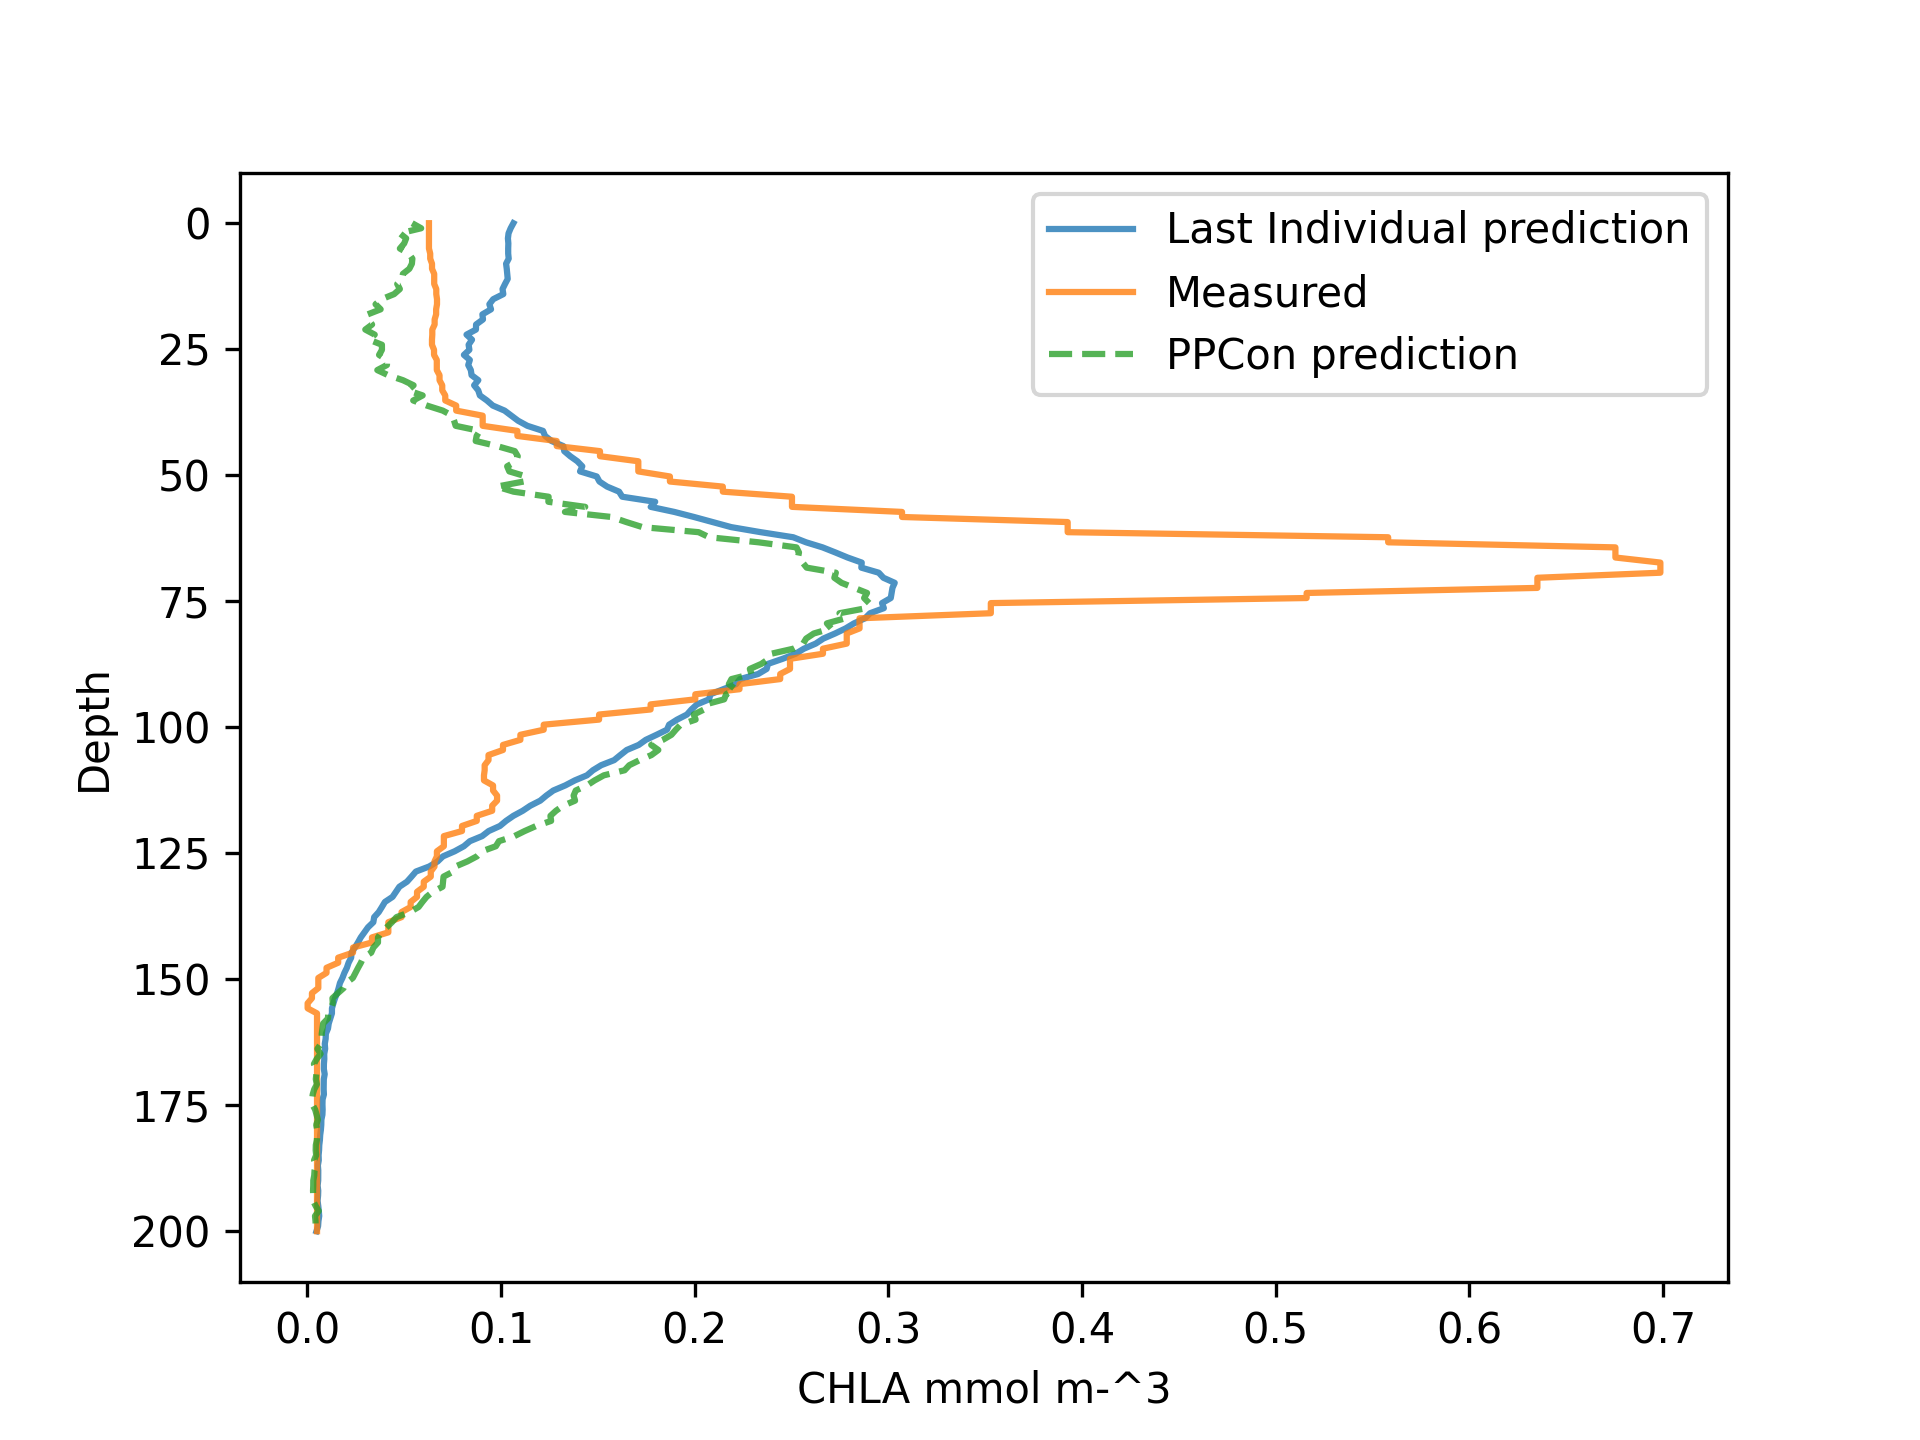 Last Individual prediction
Measured
PPCon prediction
Depth
0
25
50
75
100
125
150
175
200
0.0 0.1 0.2 0.3 0.4 0.5 0.6 0.7
CHLA mmol m-^3